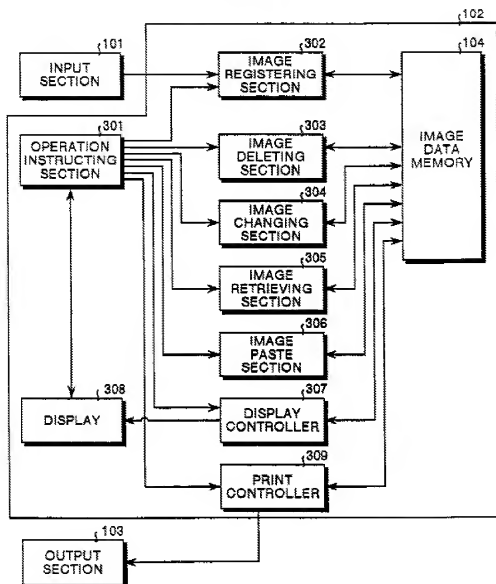 102
101
INPUT
SECTION
302
IMAGE
REGISTERING
SECTION
104
IMAGE
DATA
MEMORY
301
OPERATION
INSTRUCTING
SECTION
303
IMAGE
DELETING
SECTION
304
IMAGE
CHANGING
SECTION
305
IMAGE
RETRIEVING
SECTION
306
IMAGE
PASTE
SECTION
308
DISPLAY
307
DISPLAY
CONTROLLER
309
PRINT
CONTROLLER
103
OUTPUT
SECTION